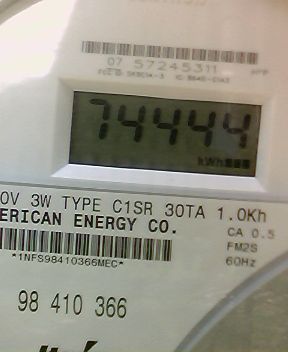 07 57245311
74444
kWh
0V 3W TYPE C1SR 30TA 1.0Kh
ERICAN ENERGY CO.
CA 0.5
FM2S
*1NFS98410366MEC*
60Hz
98 410 366